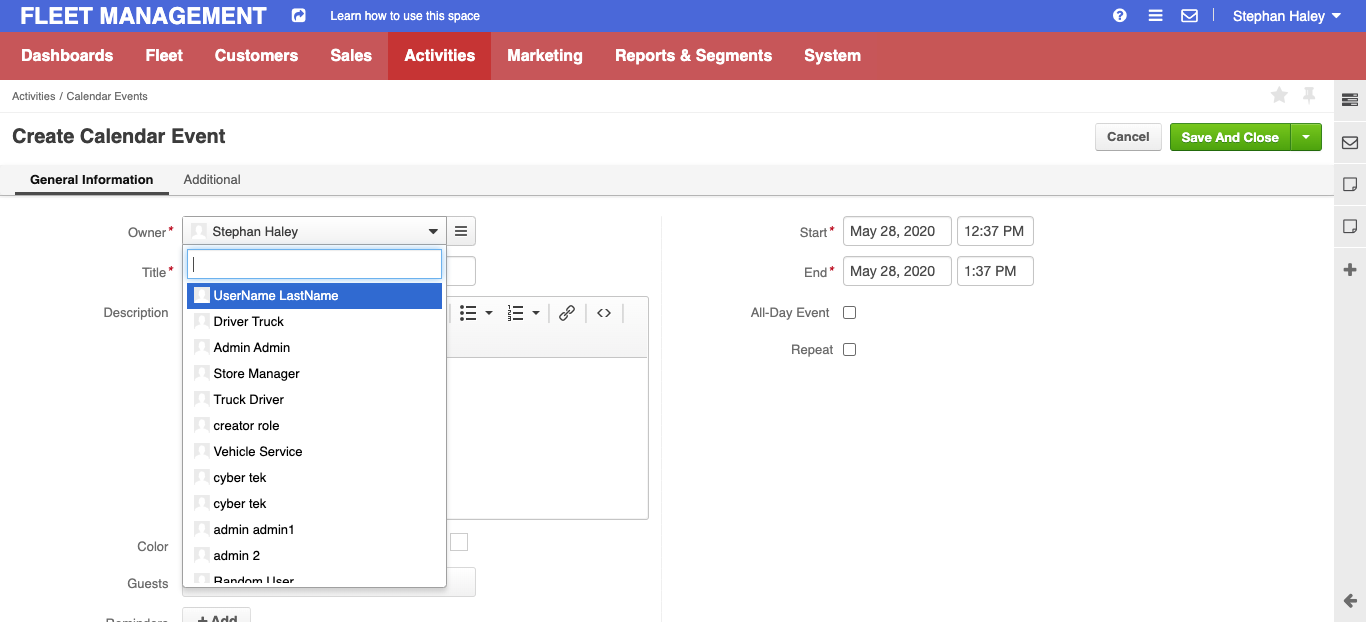 FLEET MANAGEMENT
Learn how to use this space
Stephan Haley
Dashboards
Fleet
Customers
Sales
Activities
Marketing
Reports & Segments
System
Activities / Calendar Events
Create Calendar Event
Cancel
Save And Close
General Information
Additional
Owner*
Stephan Haley
UserName LastName
Driver Truck
Admin Admin
Store Manager
Truck Driver
creator role
Vehicle Service
cyber tek
cyber tek
admin admin1
admin 2
Random User
Title*
Description
Color
Guests
Reminders
+ Add
Start*
May 28, 2020
12:37 PM
End*
May 28, 2020
1:37 PM
All-Day Event
Repeat